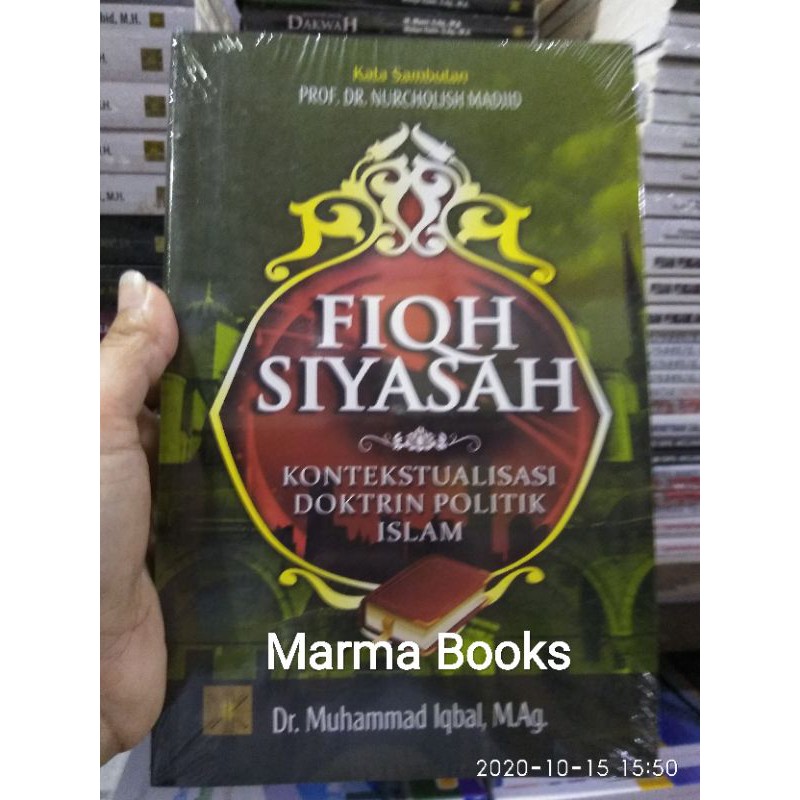 DAKWAH
bid, M.H.
M.H.
Kata Sambutan
PROF. DR. NURCHOLISH MADJID
FIQH
SIYASAH
KONTEKSTUALISASI
DOKTRIN POLITIK
ISLAM
Marma Books
Dr. Muhammad Iqbal, M.Ag.
2020-10-15 15:50